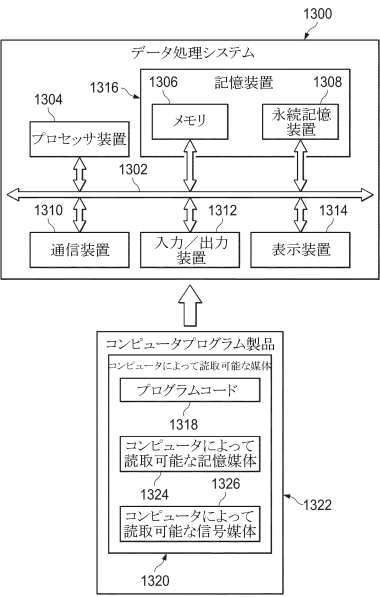 1300
データ処理システム
1316
記憶装置
1304
1306
1308
プロセッサ装置
メモリ
永続記憶
装置
1302
1310
1312
1314
通信装置
入力／出力
装置
表示装置
コンピュータプログラム製品
コンピュータによって読取可能な媒体
プログラムコード
1318
コンピュータによって
読取可能な記憶媒体
1324
1326
コンピュータによって
読取可能な信号媒体
1322
1320